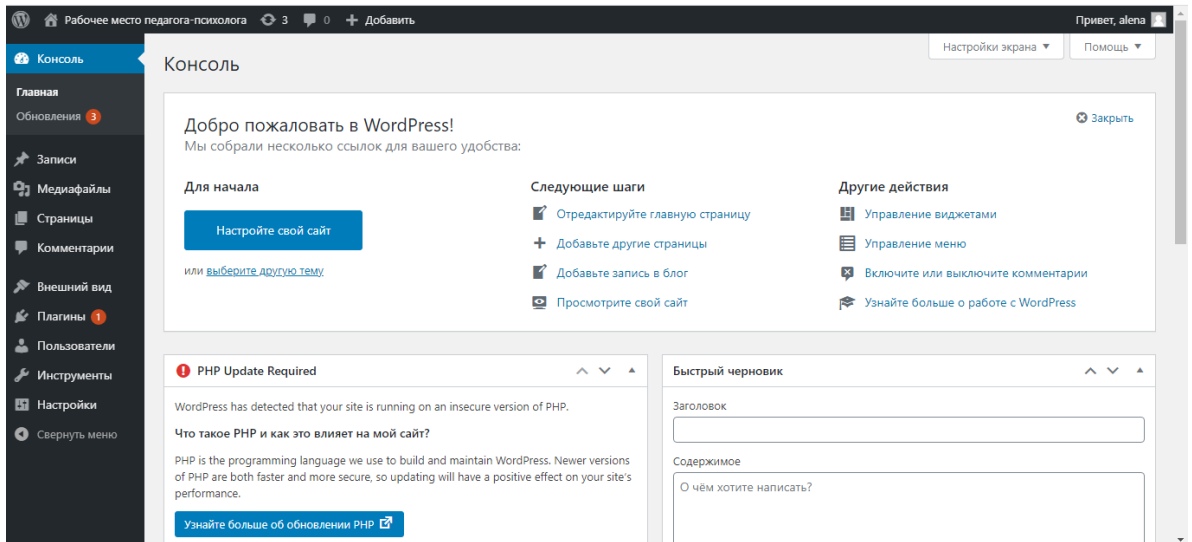 Рабочее место педагога-психолога 3 0 + Добавить Привет, alena
Консоль
Главная
Обновления 3
Записи
Медиафайлы
Страницы
Комментарии
Внешний вид
Плагины 1
Пользователи
Инструменты
Настройки
Свернуть меню
Настройки экрана ▼ Помощь ▼
Консоль
Добро пожаловать в WordPress!
Мы собрали несколько ссылок для вашего удобства:
Закрыть
Для начала
Настройте свой сайт
или выберите другую тему
Следующие шаги
Отредактируйте главную страницу
Добавьте другие страницы
Добавьте запись в блог
Просмотрите свой сайт
Другие действия
Управление виджетами
Управление меню
Включите или выключите комментарии
Узнайте больше о работе с WordPress
PHP Update Required
WordPress has detected that your site is running on an insecure version of PHP.
Что такое PHP и как это влияет на мой сайт?
PHP is the programming language we use to build and maintain WordPress. Newer versions
of PHP are both faster and more secure, so updating will have a positive effect on your site's
performance.
Узнайте больше об обновлении PHP
Быстрый черновик
Заголовок
Содержимое
О чём хотите написать?